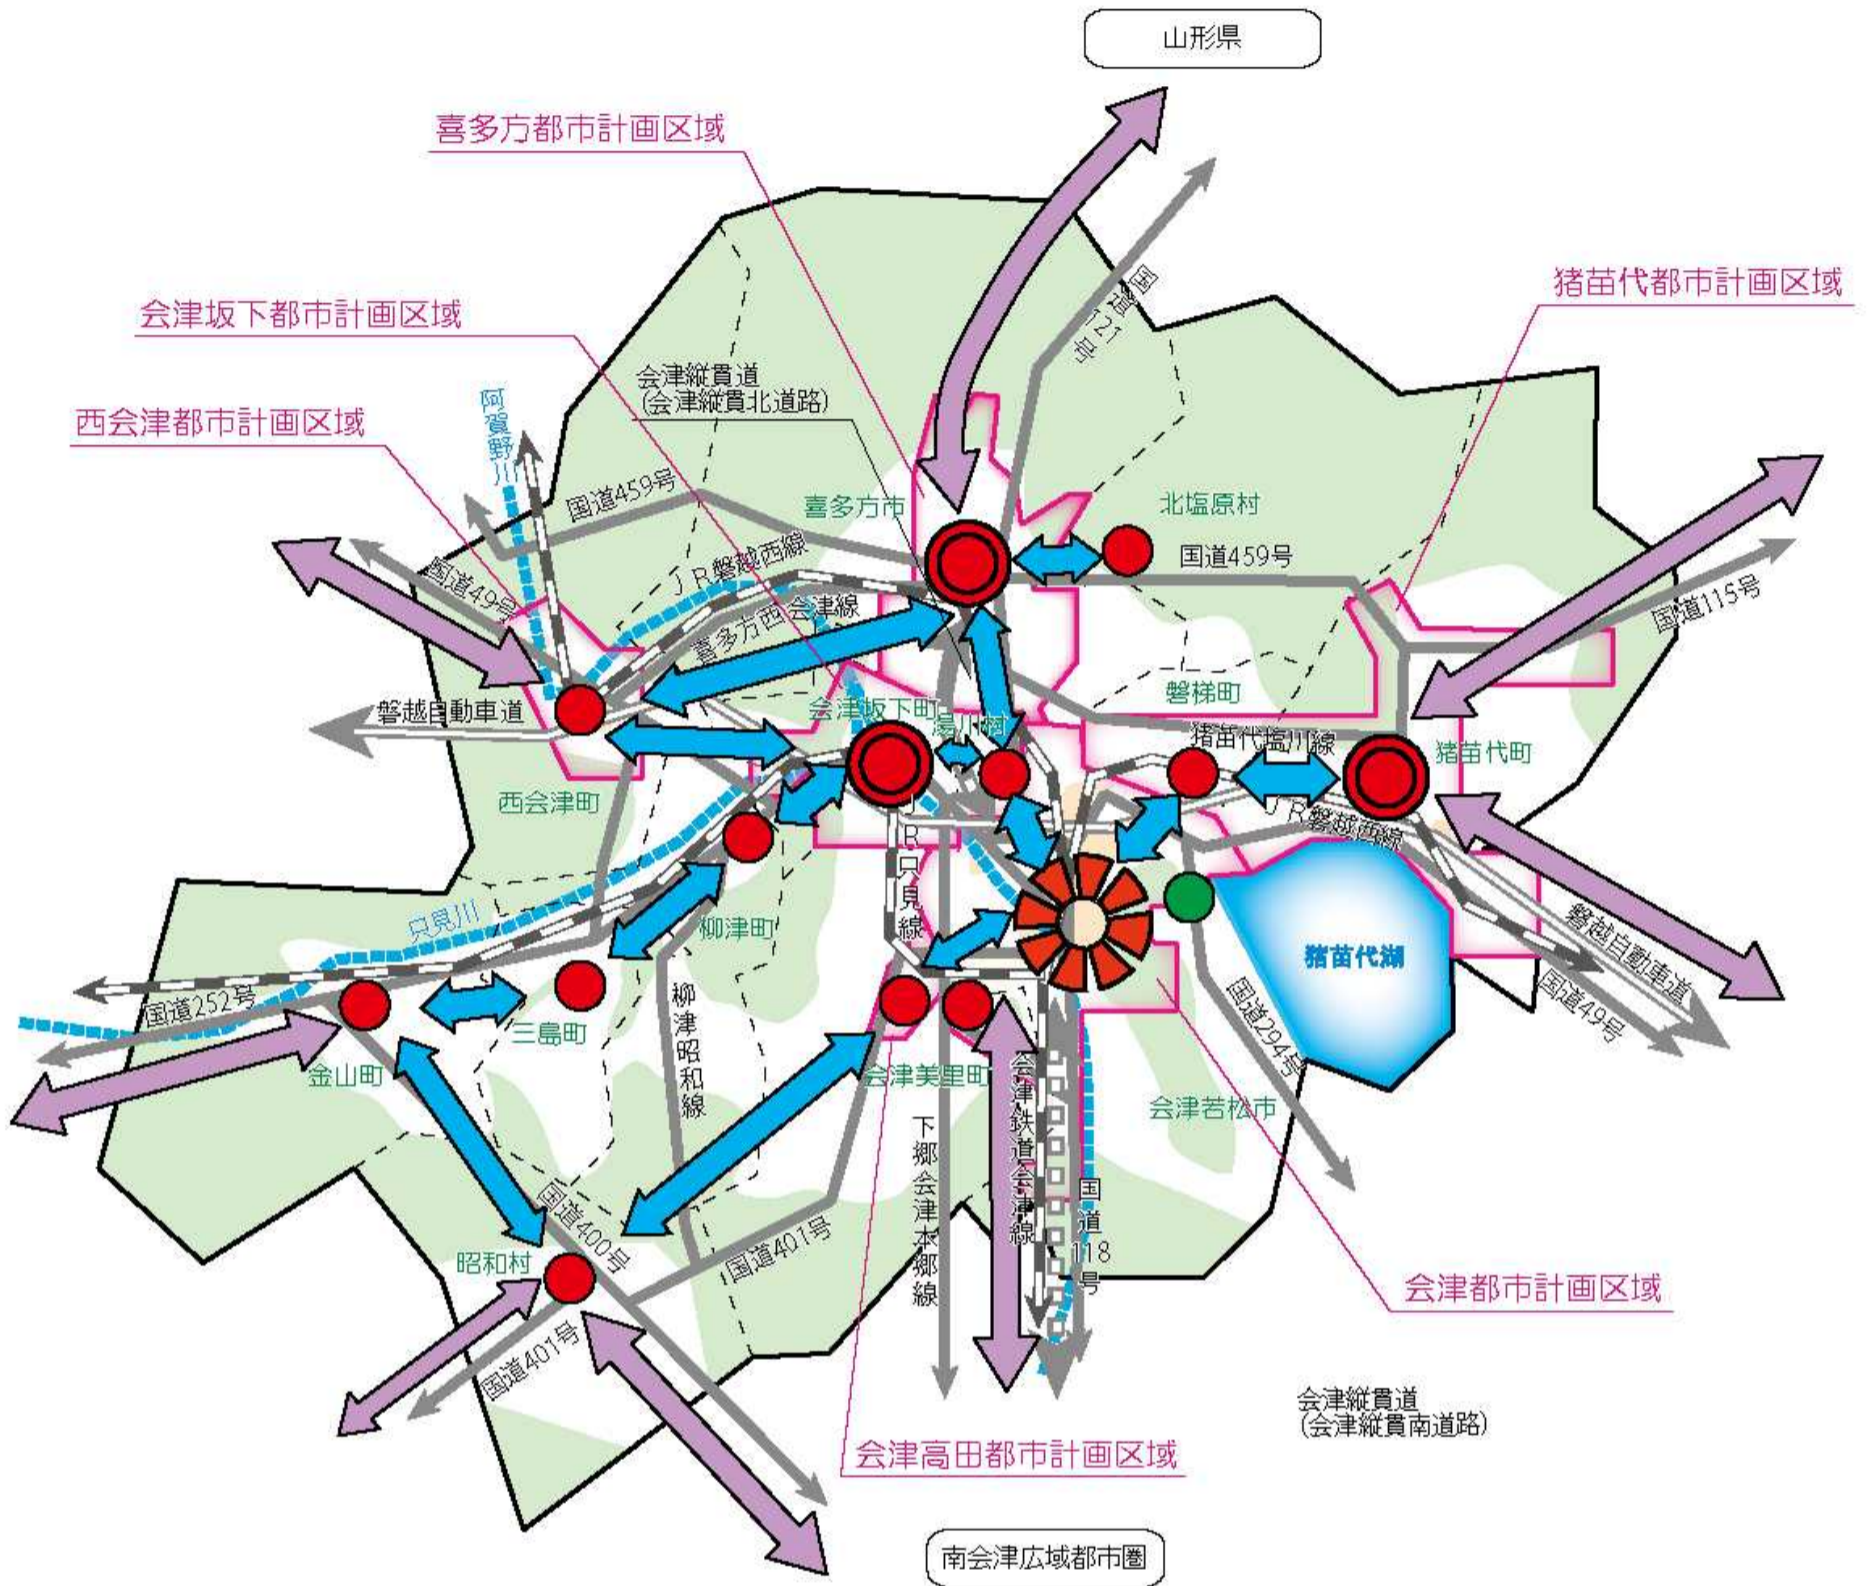 山形県
喜多方都市計画区域
猪苗代都市計画区域
会津坂下都市計画区域
国道121号
会津縦貫道
(会津縦貫北道路)
西会津都市計画区域
阿賀野川
国道459号
喜多方市
北塩原村
国道459号
国道49号
JR磐越西線
国道115号
喜多方西会津線
磐梯町
磐越自動車道
会津坂下町
湯川村
猪苗代塩川線
猪苗代町
西会津町
JR磐越西線
JR只見線
只見川
柳津町
猪苗代湖
磐越自動車道
国道252号
三島町
柳津昭和線
国道294号
国道49号
金山町
会津美里町
会津鉄道会津線
会津若松市
下郷会津本郷線
国道118号
昭和村
国道400号
国道401号
会津都市計画区域
国道401号
会津縦貫道
(会津縦貫南道路)
会津高田都市計画区域
南会津広域都市圏